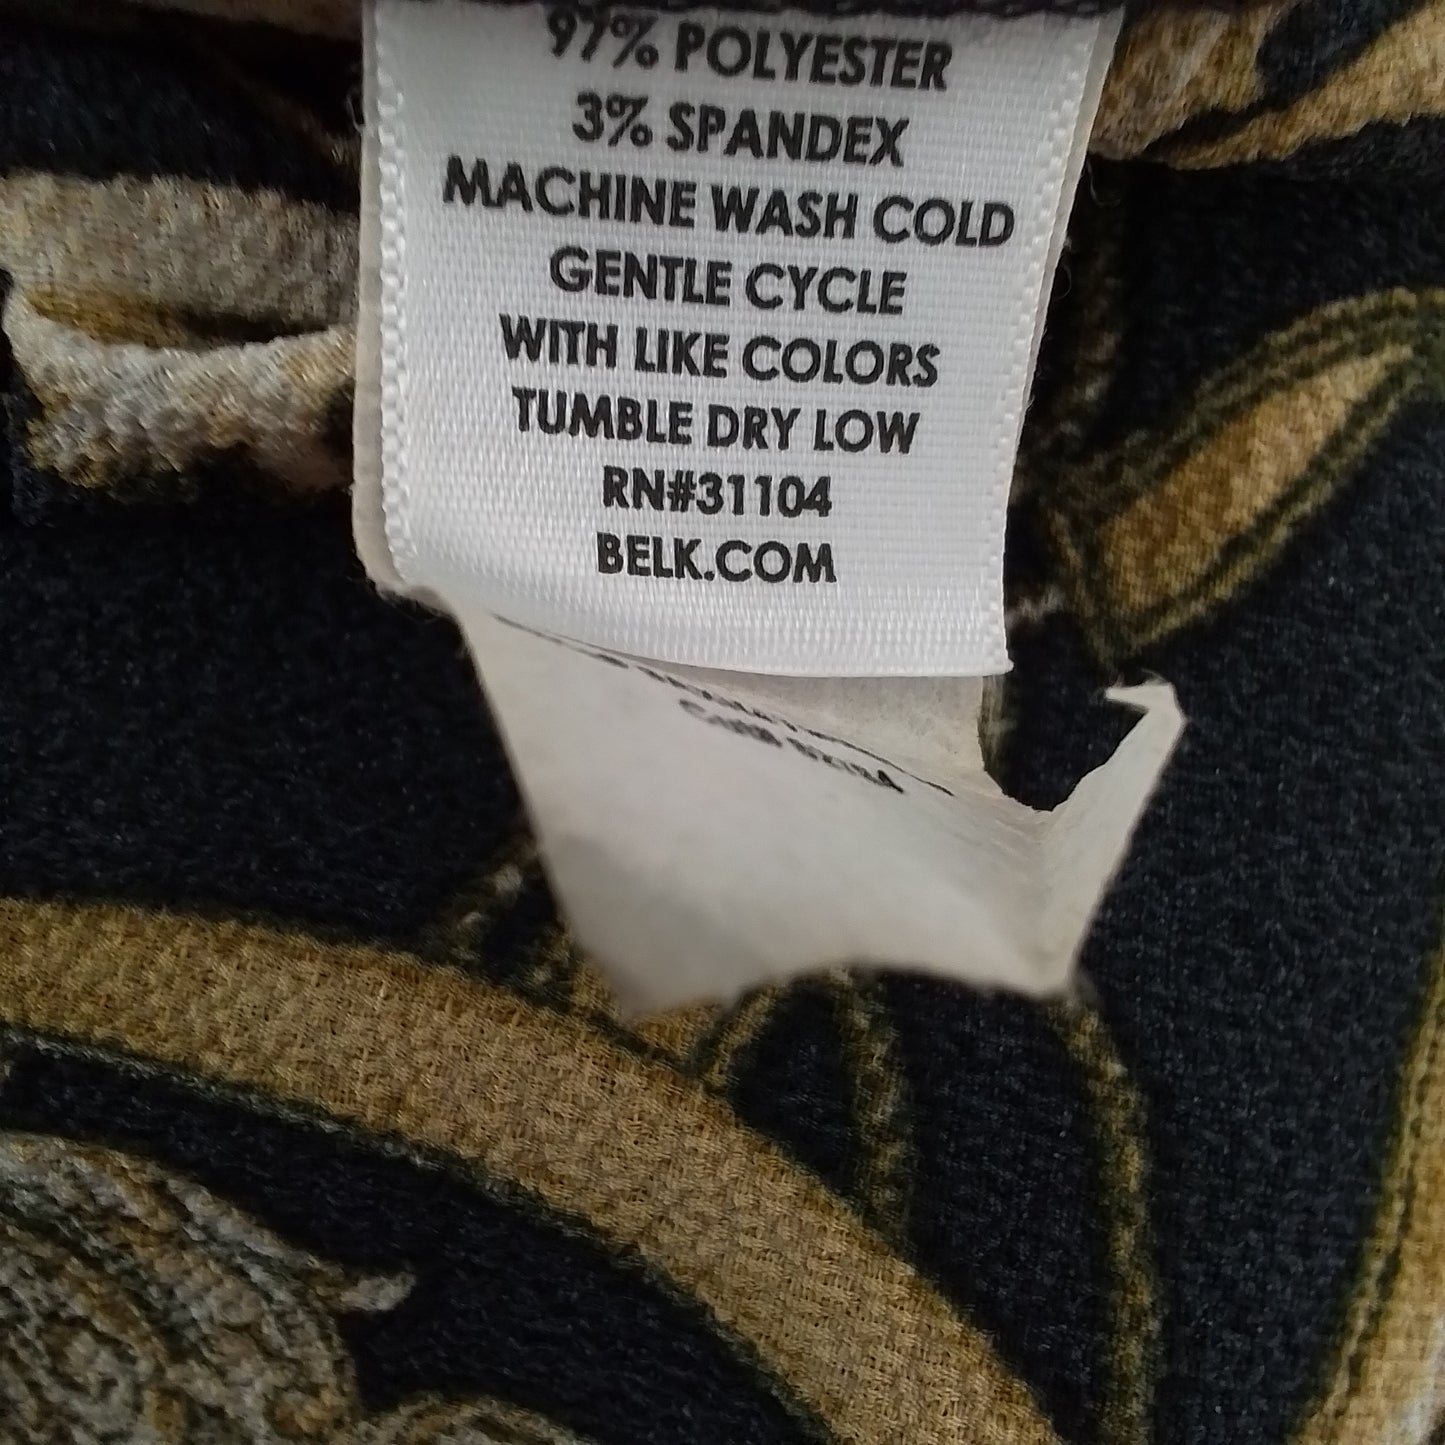 97% POLYESTER
3% SPANDEX
MACHINE WASH COLD
GENTLE CYCLE
WITH LIKE COLORS
TUMBLE DRY LOW
RN#31104
BELK.COM